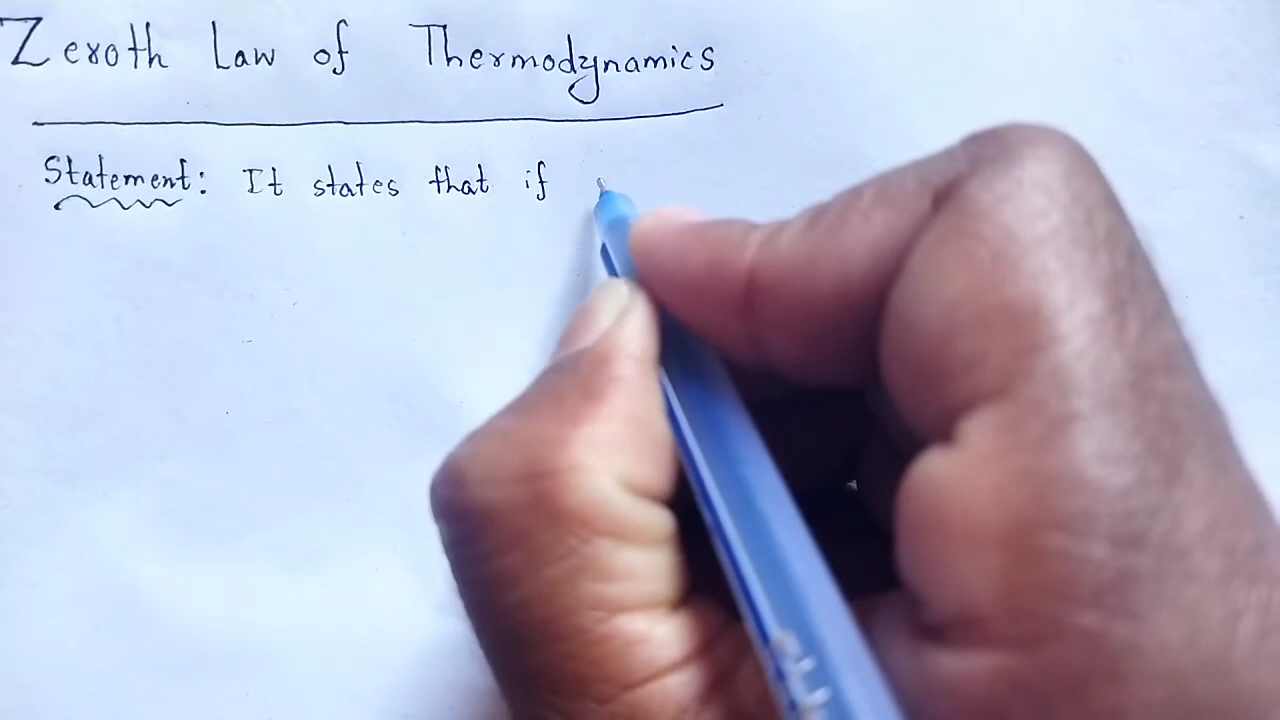 Zeroth Law of Thermodynamics
Statement: It states that if